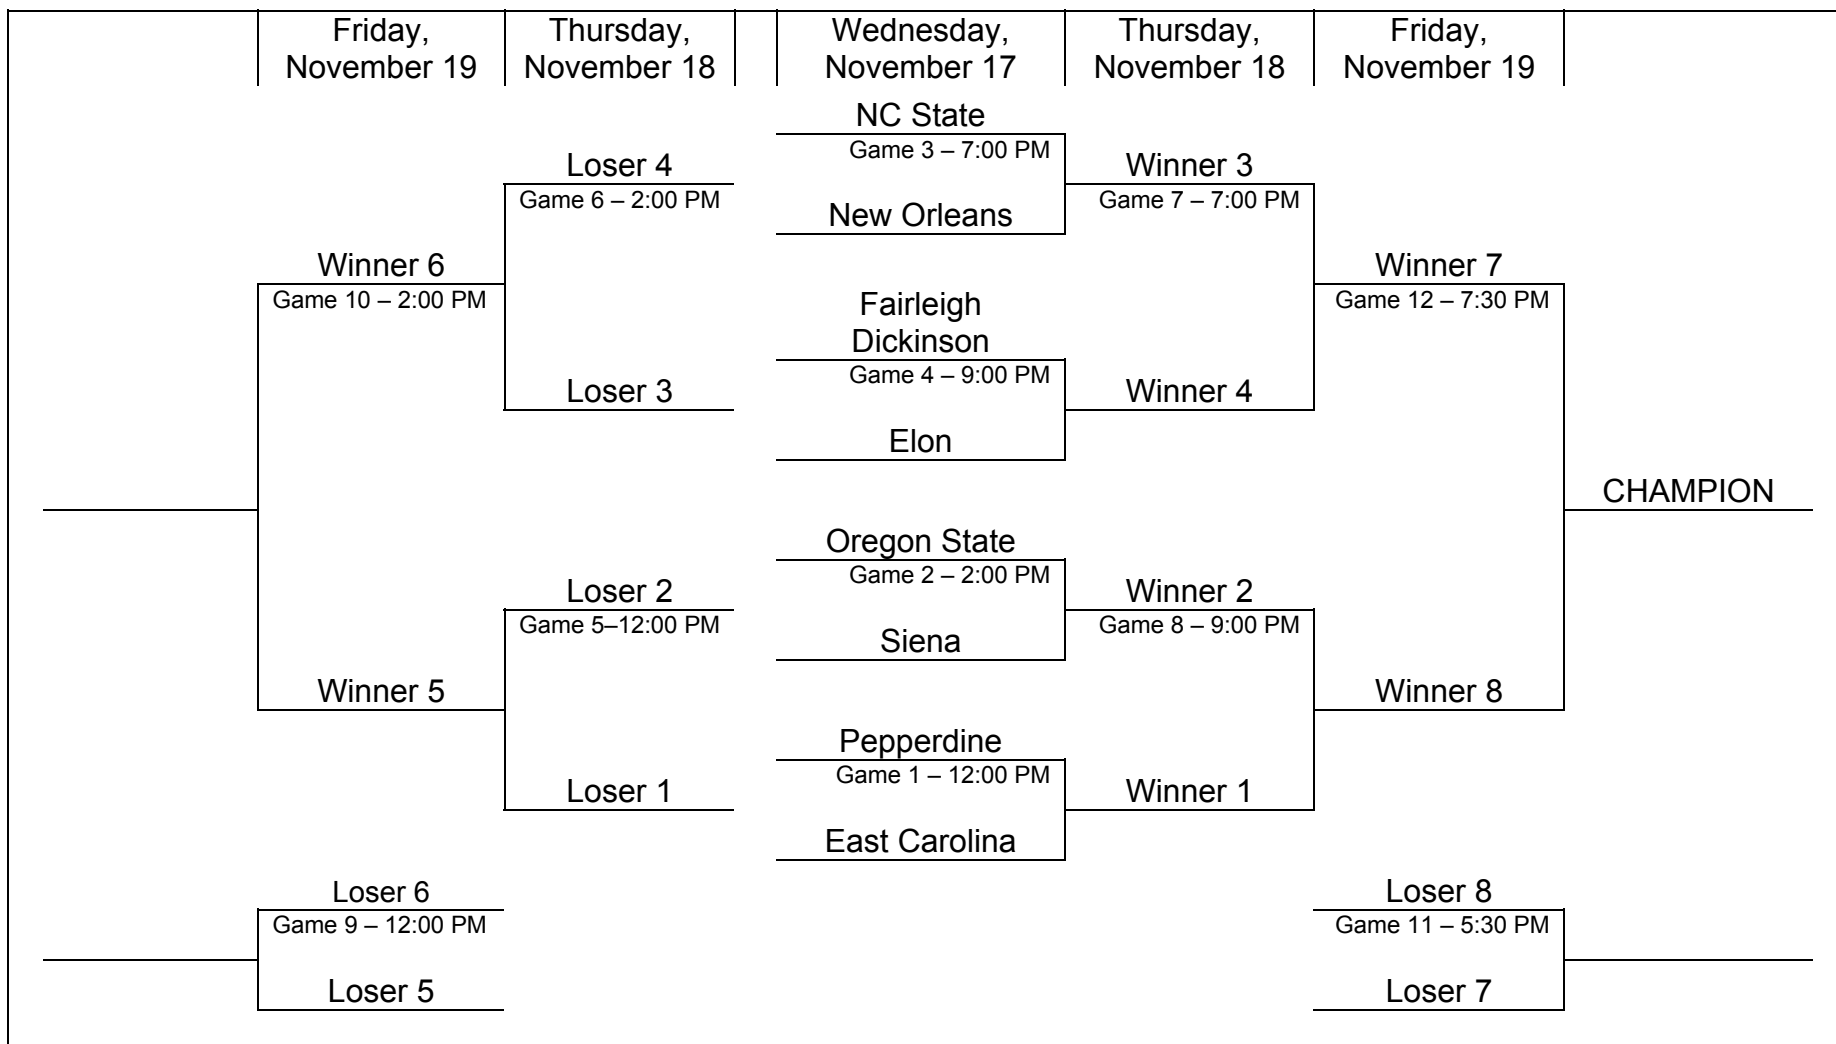 Friday,
November 19
Thursday,
November 18
Wednesday,
November 17
Thursday,
November 18
Friday,
November 19
NC State
Game 3 – 7:00 PM
Loser 4
Winner 3
Game 6 – 2:00 PM
Game 7 – 7:00 PM
New Orleans
Winner 6
Winner 7
Game 10 – 2:00 PM
Fairleigh
Dickinson
Game 12 – 7:30 PM
Game 4 – 9:00 PM
Loser 3
Winner 4
Elon
CHAMPION
Oregon State
Game 2 – 2:00 PM
Loser 2
Winner 2
Game 5–12:00 PM
Game 8 – 9:00 PM
Siena
Winner 5
Winner 8
Pepperdine
Game 1 – 12:00 PM
Loser 1
Winner 1
East Carolina
Loser 6
Loser 8
Game 9 – 12:00 PM
Game 11 – 5:30 PM
Loser 5
Loser 7